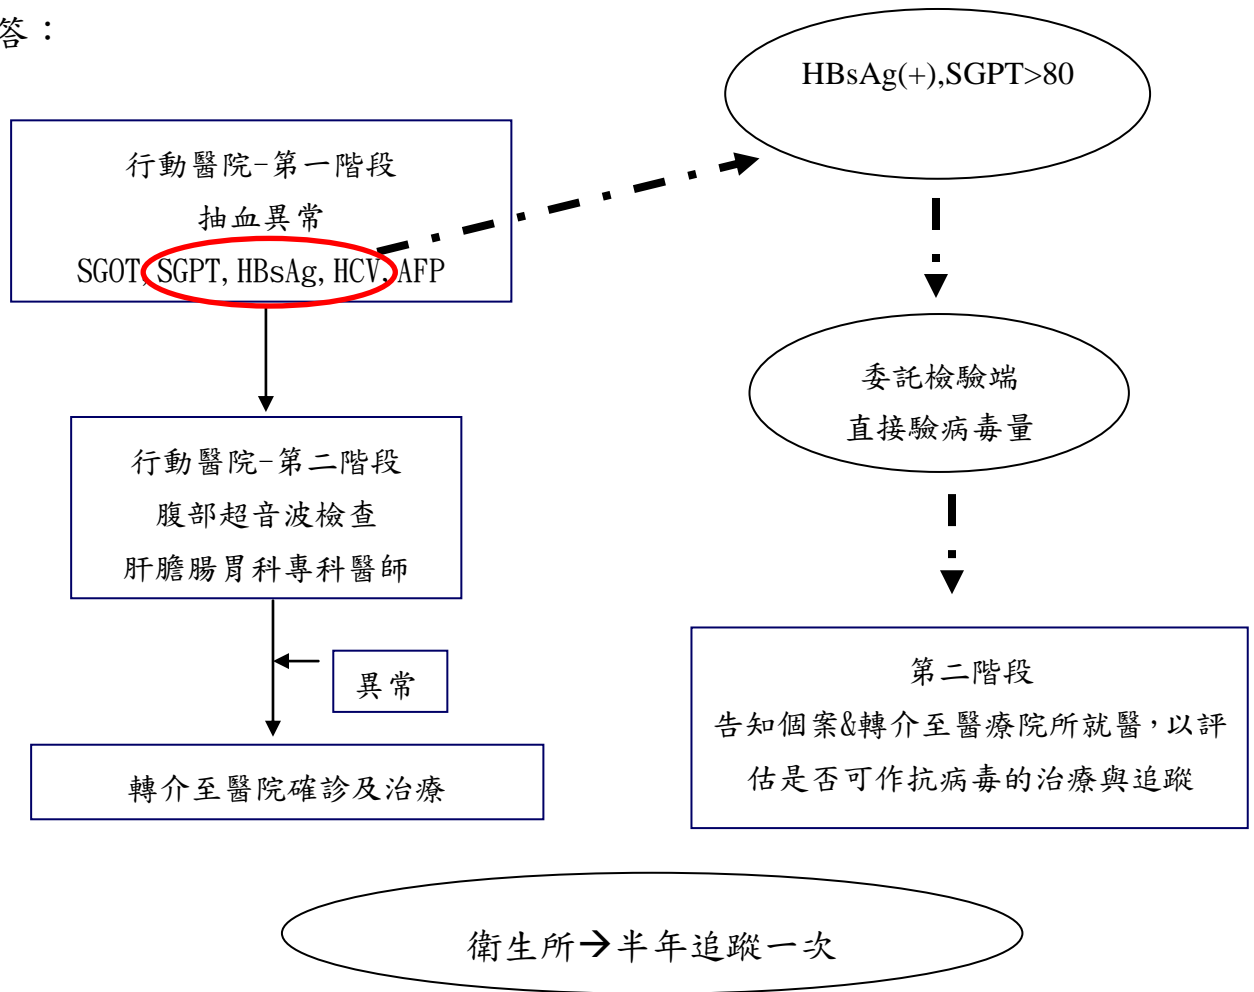 答：
行動醫院-第一階段
抽血異常
SGOT, SGPT, HBsAg, HCV, AFP
行動醫院-第二階段
腹部超音波檢查
肝膽腸胃科專科醫師
異常
轉介至醫院確診及治療
HBsAg(+),SGPT>80
委託檢驗端
直接驗病毒量
第二階段
告知個案&轉介至醫療院所就醫，以評
估是否可作抗病毒的治療與追蹤
衛生所→半年追蹤一次